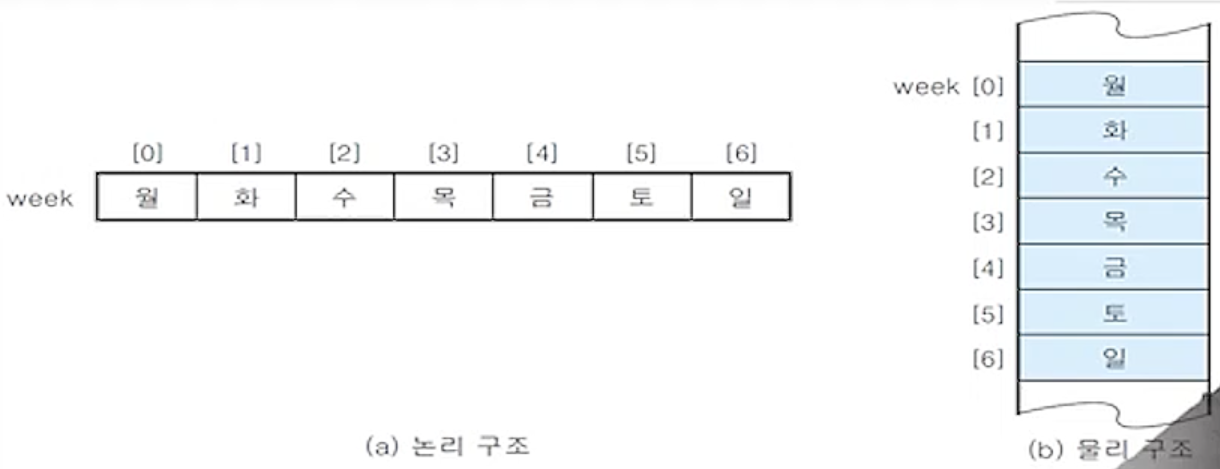 [0] [1] [2] [3] [4] [5] [6]
week 월 화 수 목 금 토 일
(a) 논리 구조
week [0] 월
[1] 화
[2] 수
[3] 목
[4] 금
[5] 토
[6] 일
(b) 물리 구조